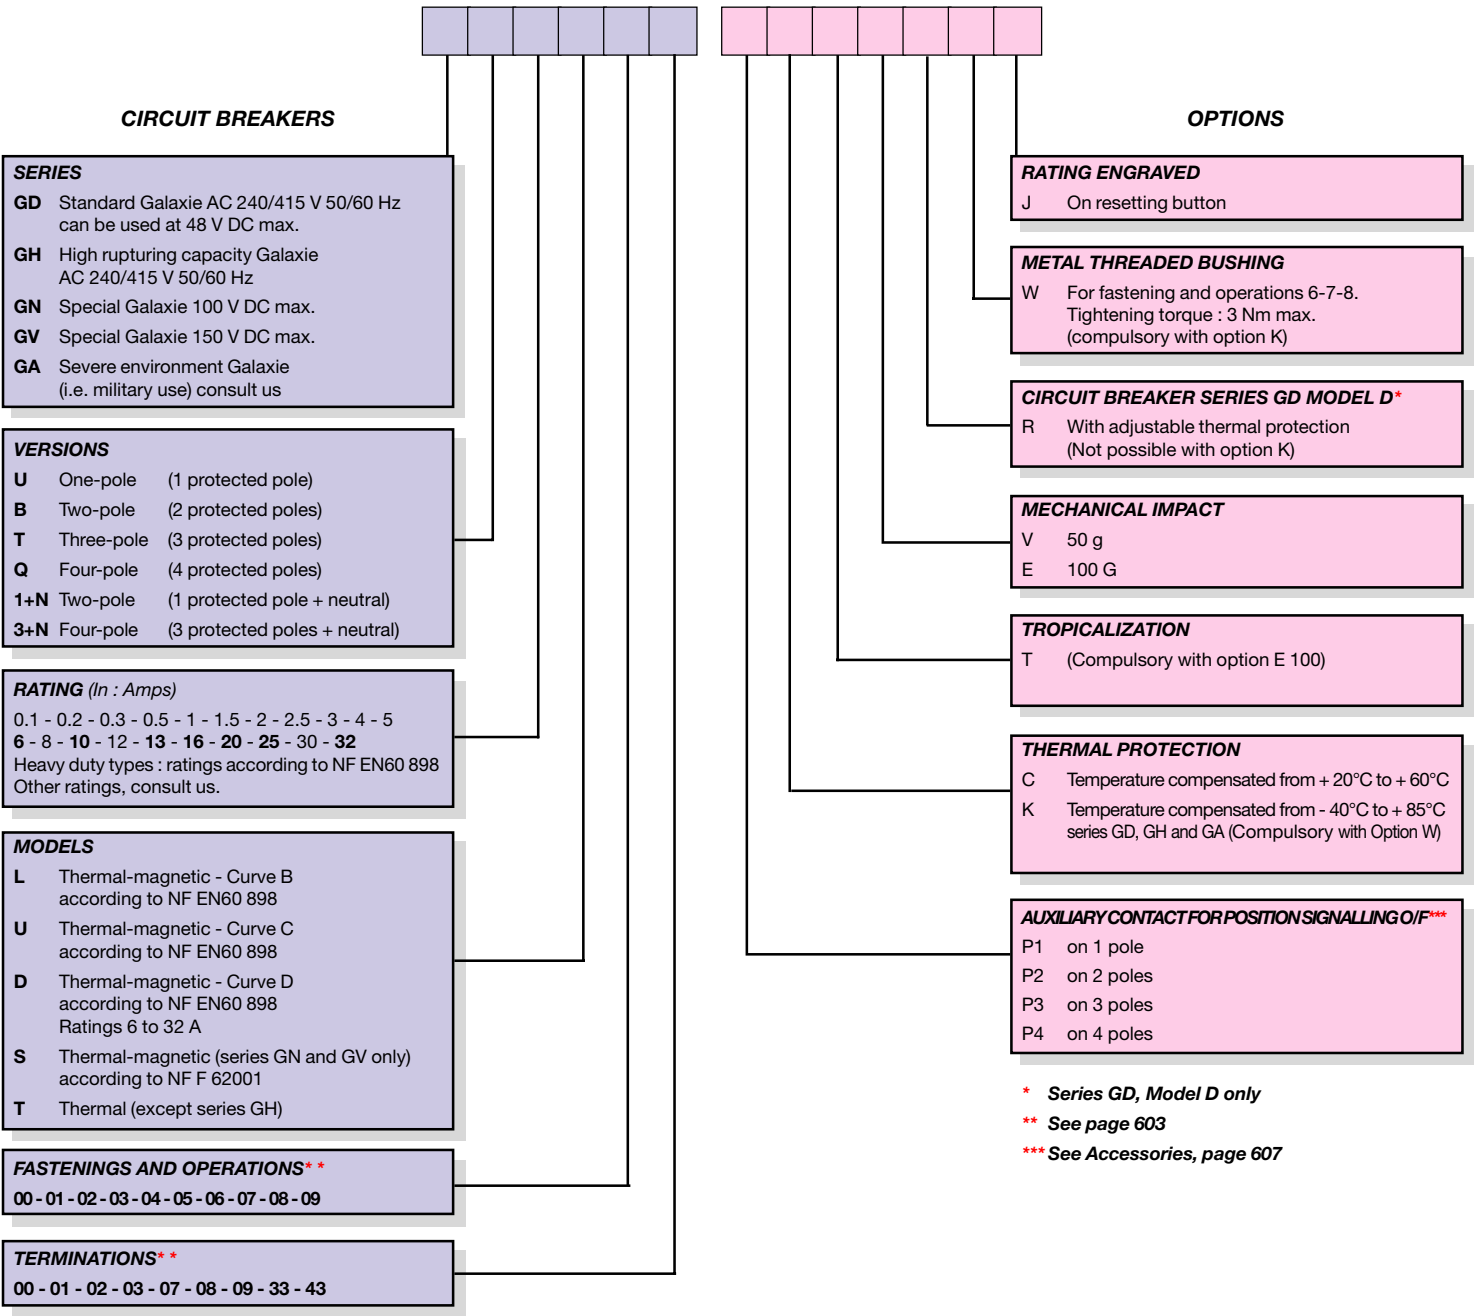 CIRCUIT BREAKERS
SERIES
GD Standard Galaxie AC 240/415 V 50/60 Hz
can be used at 48 V DC max.
GH High rupturing capacity Galaxie
AC 240/415 V 50/60 Hz
GN Special Galaxie 100 V DC max.
GV Special Galaxie 150 V DC max.
GA Severe environment Galaxie
(i.e. military use) consult us
VERSIONS
U One-pole (1 protected pole)
B Two-pole (2 protected poles)
T Three-pole (3 protected poles)
Q Four-pole (4 protected poles)
1+N Two-pole (1 protected pole + neutral)
3+N Four-pole (3 protected poles + neutral)
RATING (In : Amps)
0.1 - 0.2 - 0.3 - 0.5 - 1 - 1.5 - 2 - 2.5 - 3 - 4 - 5
6 - 8 - 10 - 12 - 13 - 16 - 20 - 25 - 30 - 32
Heavy duty types : ratings according to NF EN60 898
Other ratings, consult us.
MODELS
L Thermal-magnetic - Curve B
according to NF EN60 898
U Thermal-magnetic - Curve C
according to NF EN60 898
D Thermal-magnetic - Curve D
according to NF EN60 898
Ratings 6 to 32 A
S Thermal-magnetic (series GN and GV only)
according to NF F 62001
T Thermal (except series GH)
FASTENINGS AND OPERATIONS* *
00 - 01 - 02 - 03 - 04 - 05 - 06 - 07 - 08 - 09
TERMINATIONS* *
00 - 01 - 02 - 03 - 07 - 08 - 09 - 33 - 43
OPTIONS
RATING ENGRAVED
J On resetting button
METAL THREADED BUSHING
W For fastening and operations 6-7-8.
Tightening torque : 3 Nm max.
(compulsory with option K)
CIRCUIT BREAKER SERIES GD MODEL D*
R With adjustable thermal protection
(Not possible with option K)
MECHANICAL IMPACT
V 50 g
E 100 G
TROPICALIZATION
T (Compulsory with option E 100)
THERMAL PROTECTION
C Temperature compensated from + 20°C to + 60°C
K Temperature compensated from - 40°C to + 85°C
series GD, GH and GA (Compulsory with Option W)
AUXILIARY CONTACT FOR POSITION SIGNALLING O/F***
P1 on 1 pole
P2 on 2 poles
P3 on 3 poles
P4 on 4 poles
* Series GD, Model D only
** See page 603
*** See Accessories, page 607